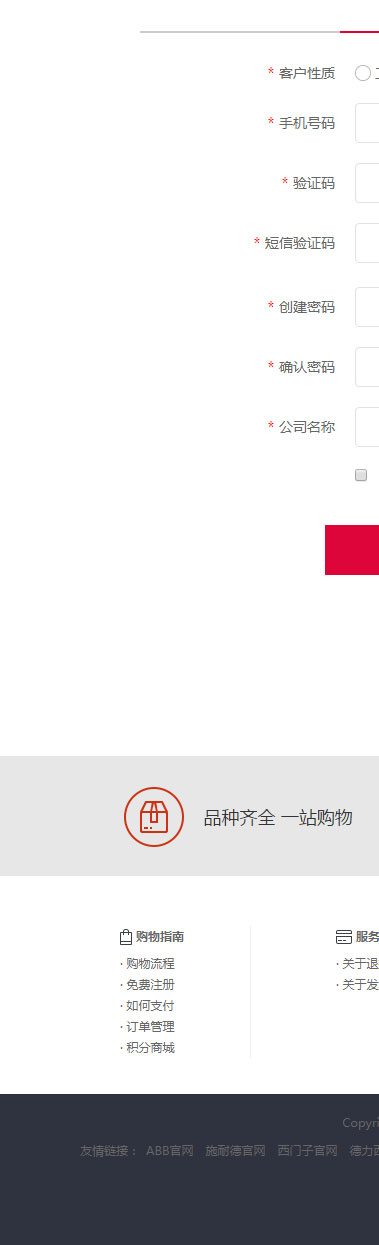 * 客户性质
* 手机号码
* 验证码
* 短信验证码
* 创建密码
* 确认密码
* 公司名称
品种齐全 一站购物
购物指南
· 购物流程
· 免费注册
· 如何支付
· 订单管理
· 积分商城
服务
· 关于退
· 关于发
Copyri
友情链接： ABB官网 施耐德官网 西门子官网 德力